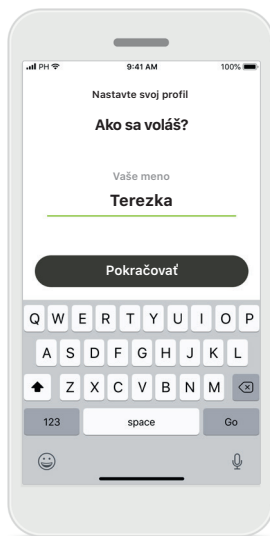 PH 9:41 AM 100%
Nastavte svoj profil
Ako sa voláš?
Vaše meno
Terezka
Pokračovať
Q W E R T Y U I O P
A S D F G H J K L
Z X C V B N M
123 space Go